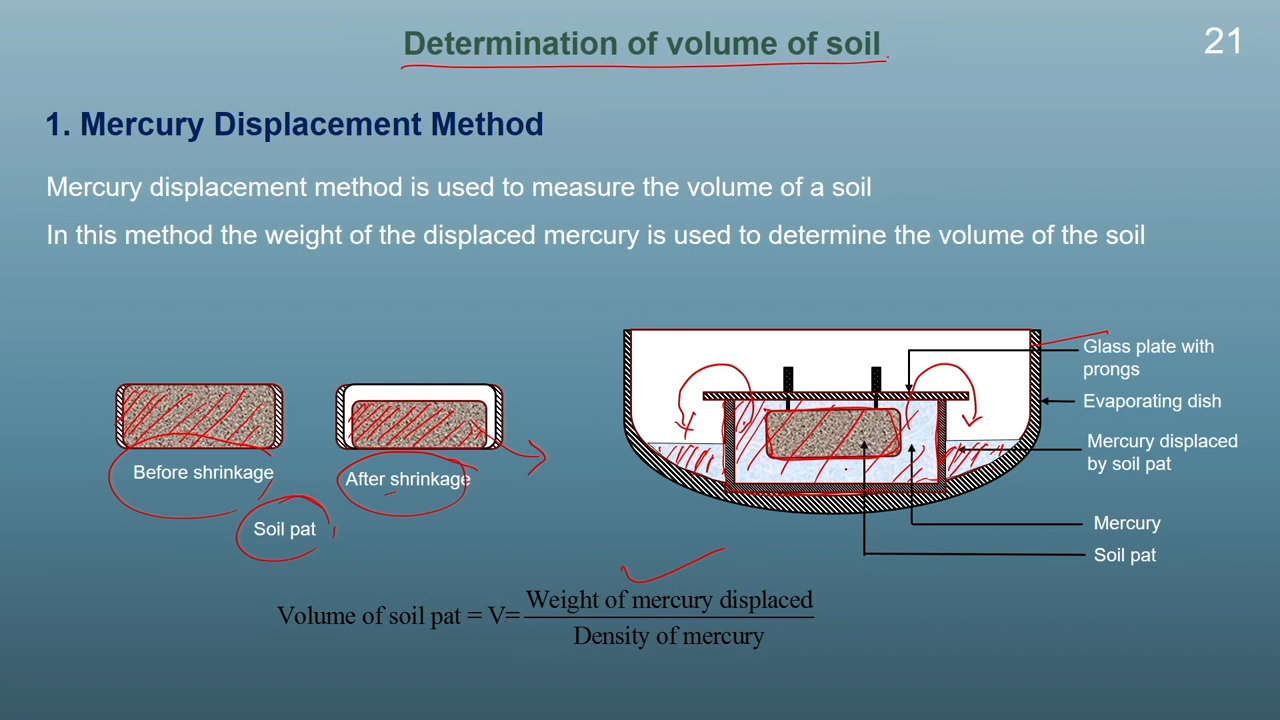 Determination of volume of soil
21
1. Mercury Displacement Method
Mercury displacement method is used to measure the volume of a soil
In this method the weight of the displaced mercury is used to determine the volume of the soil
Before shrinkage
After shrinkage
Soil pat
Glass plate with
prongs
Evaporating dish
Mercury displaced
by soil pat
Mercury
Soil pat
Volume of soil pat = V= Weight of mercury displaced
Density of mercury